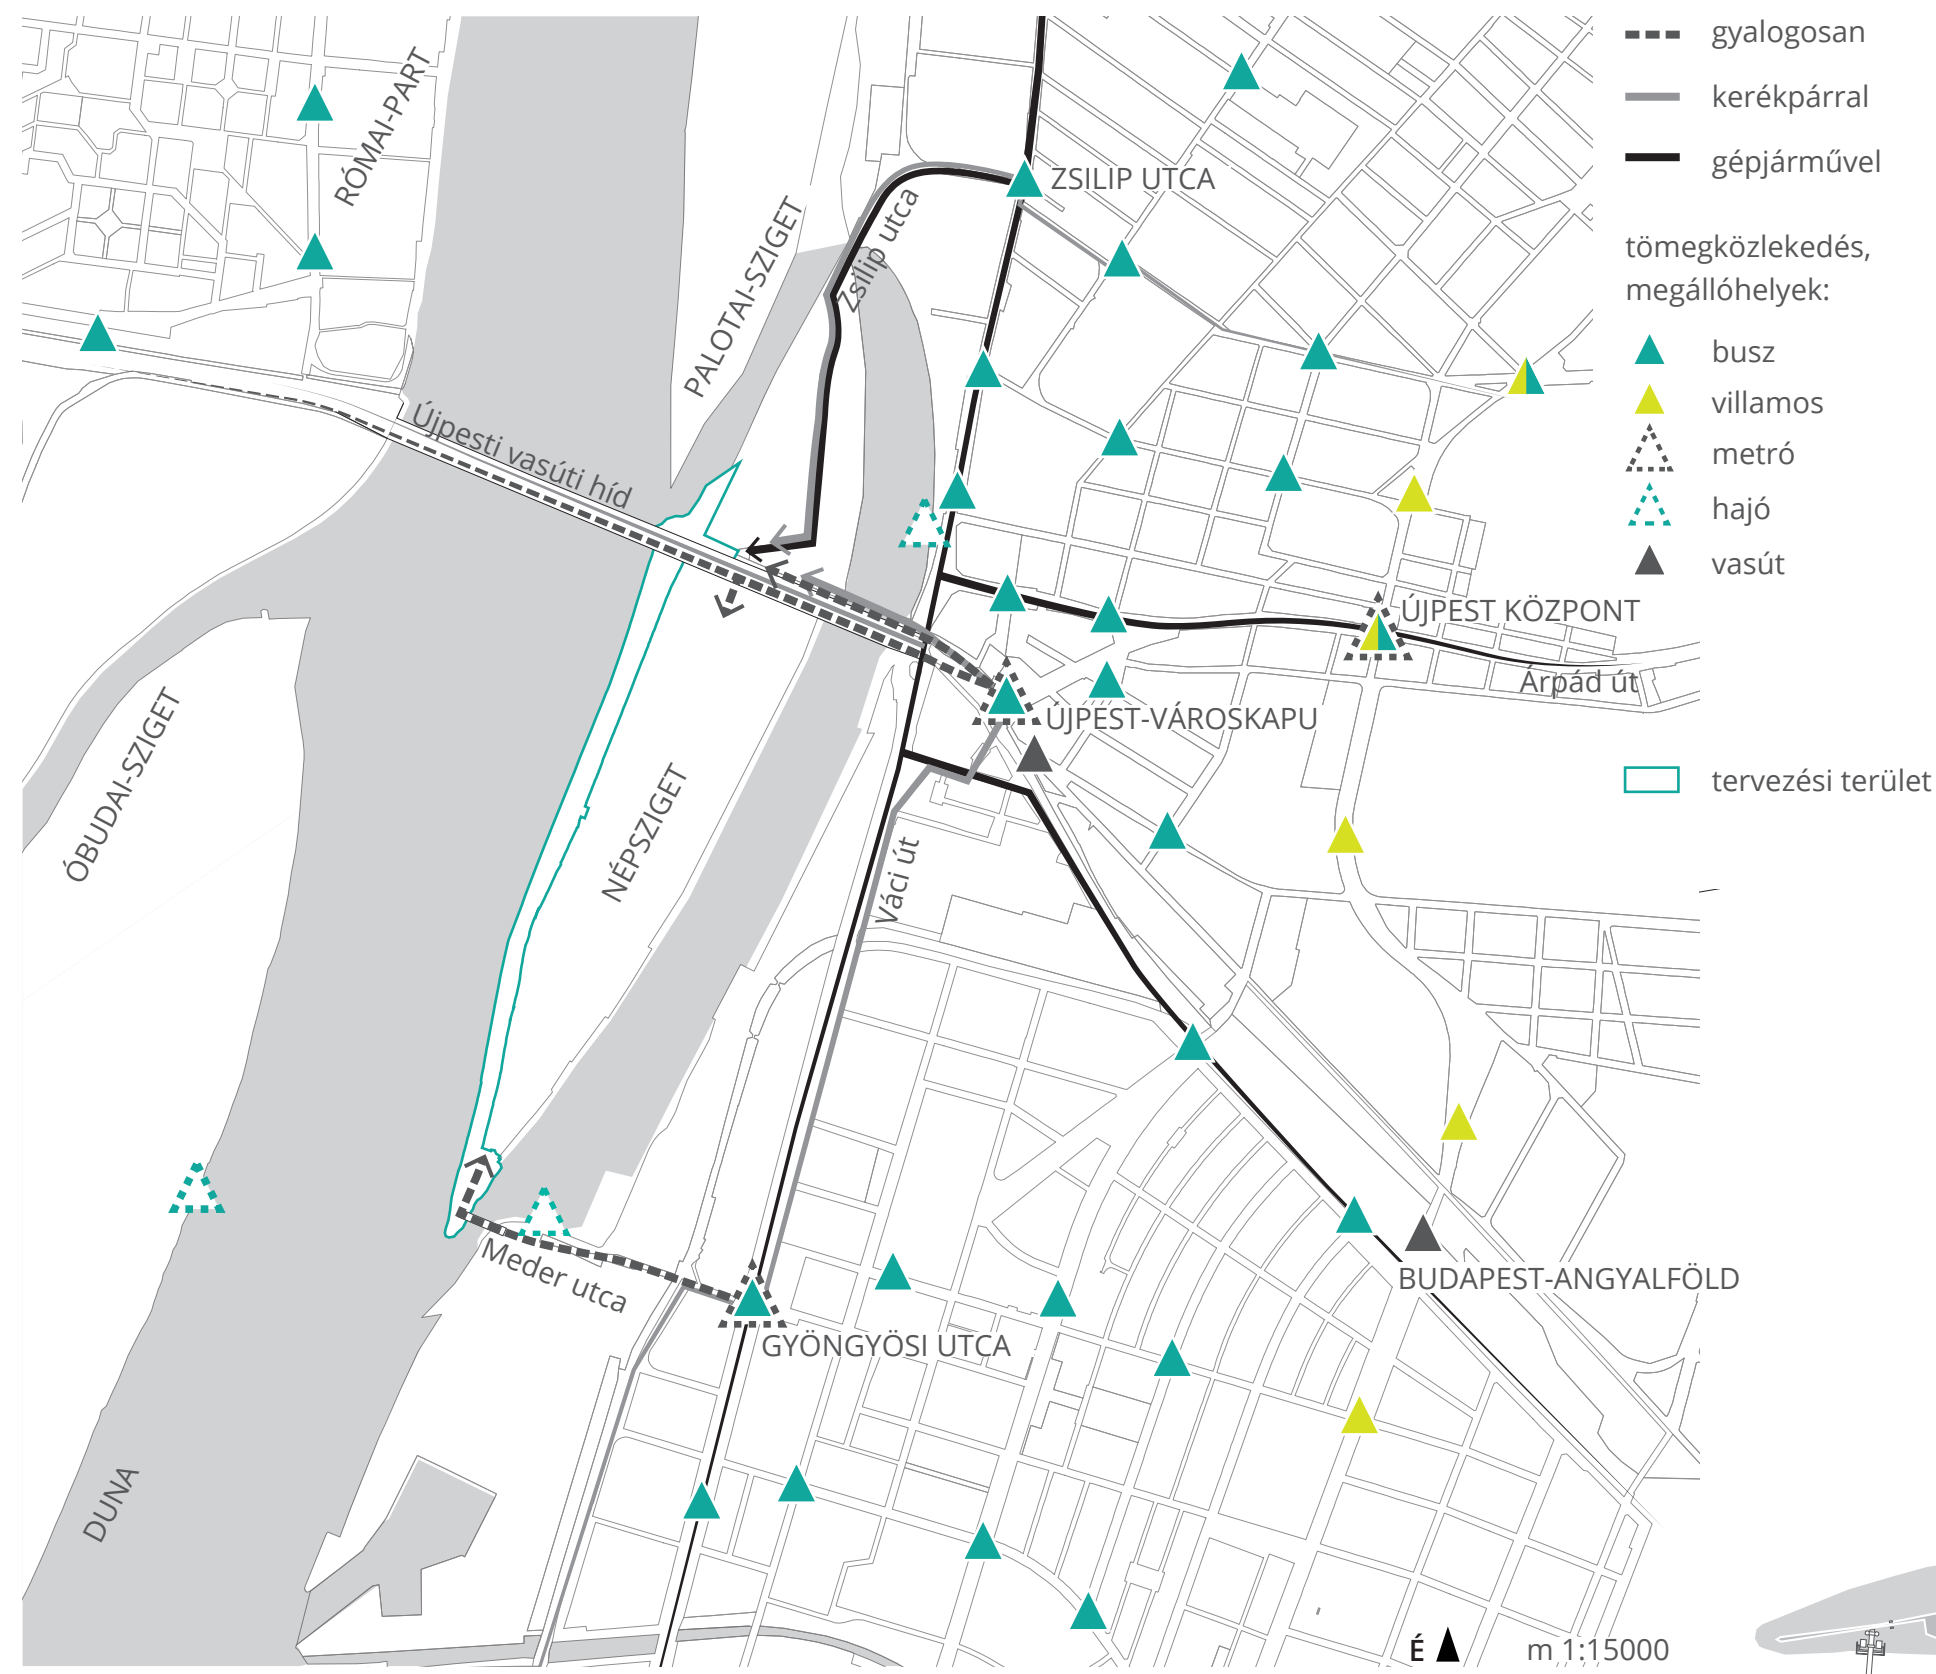 gyalogosan
kerékpárral
gépjárművel
tömegközlekedés,
megállóhelyek:
busz
villamos
metró
hajó
vasút
tervezési terület
RÓMAI-PART
PALOTAI-SZIGET
Zsilip utca
ZSILIP UTCA
Újpesti vasúti híd
ÚJPEST KÖZPONT
Árpád út
ÚJPEST-VÁROSKAPU
ÓBUDAI-SZIGET
NÉPSZIGET
Váci út
Meder utca
GYÖNGYÖSI UTCA
BUDAPEST-ANGYALFÖLD
DUNA
É
m 1:15000